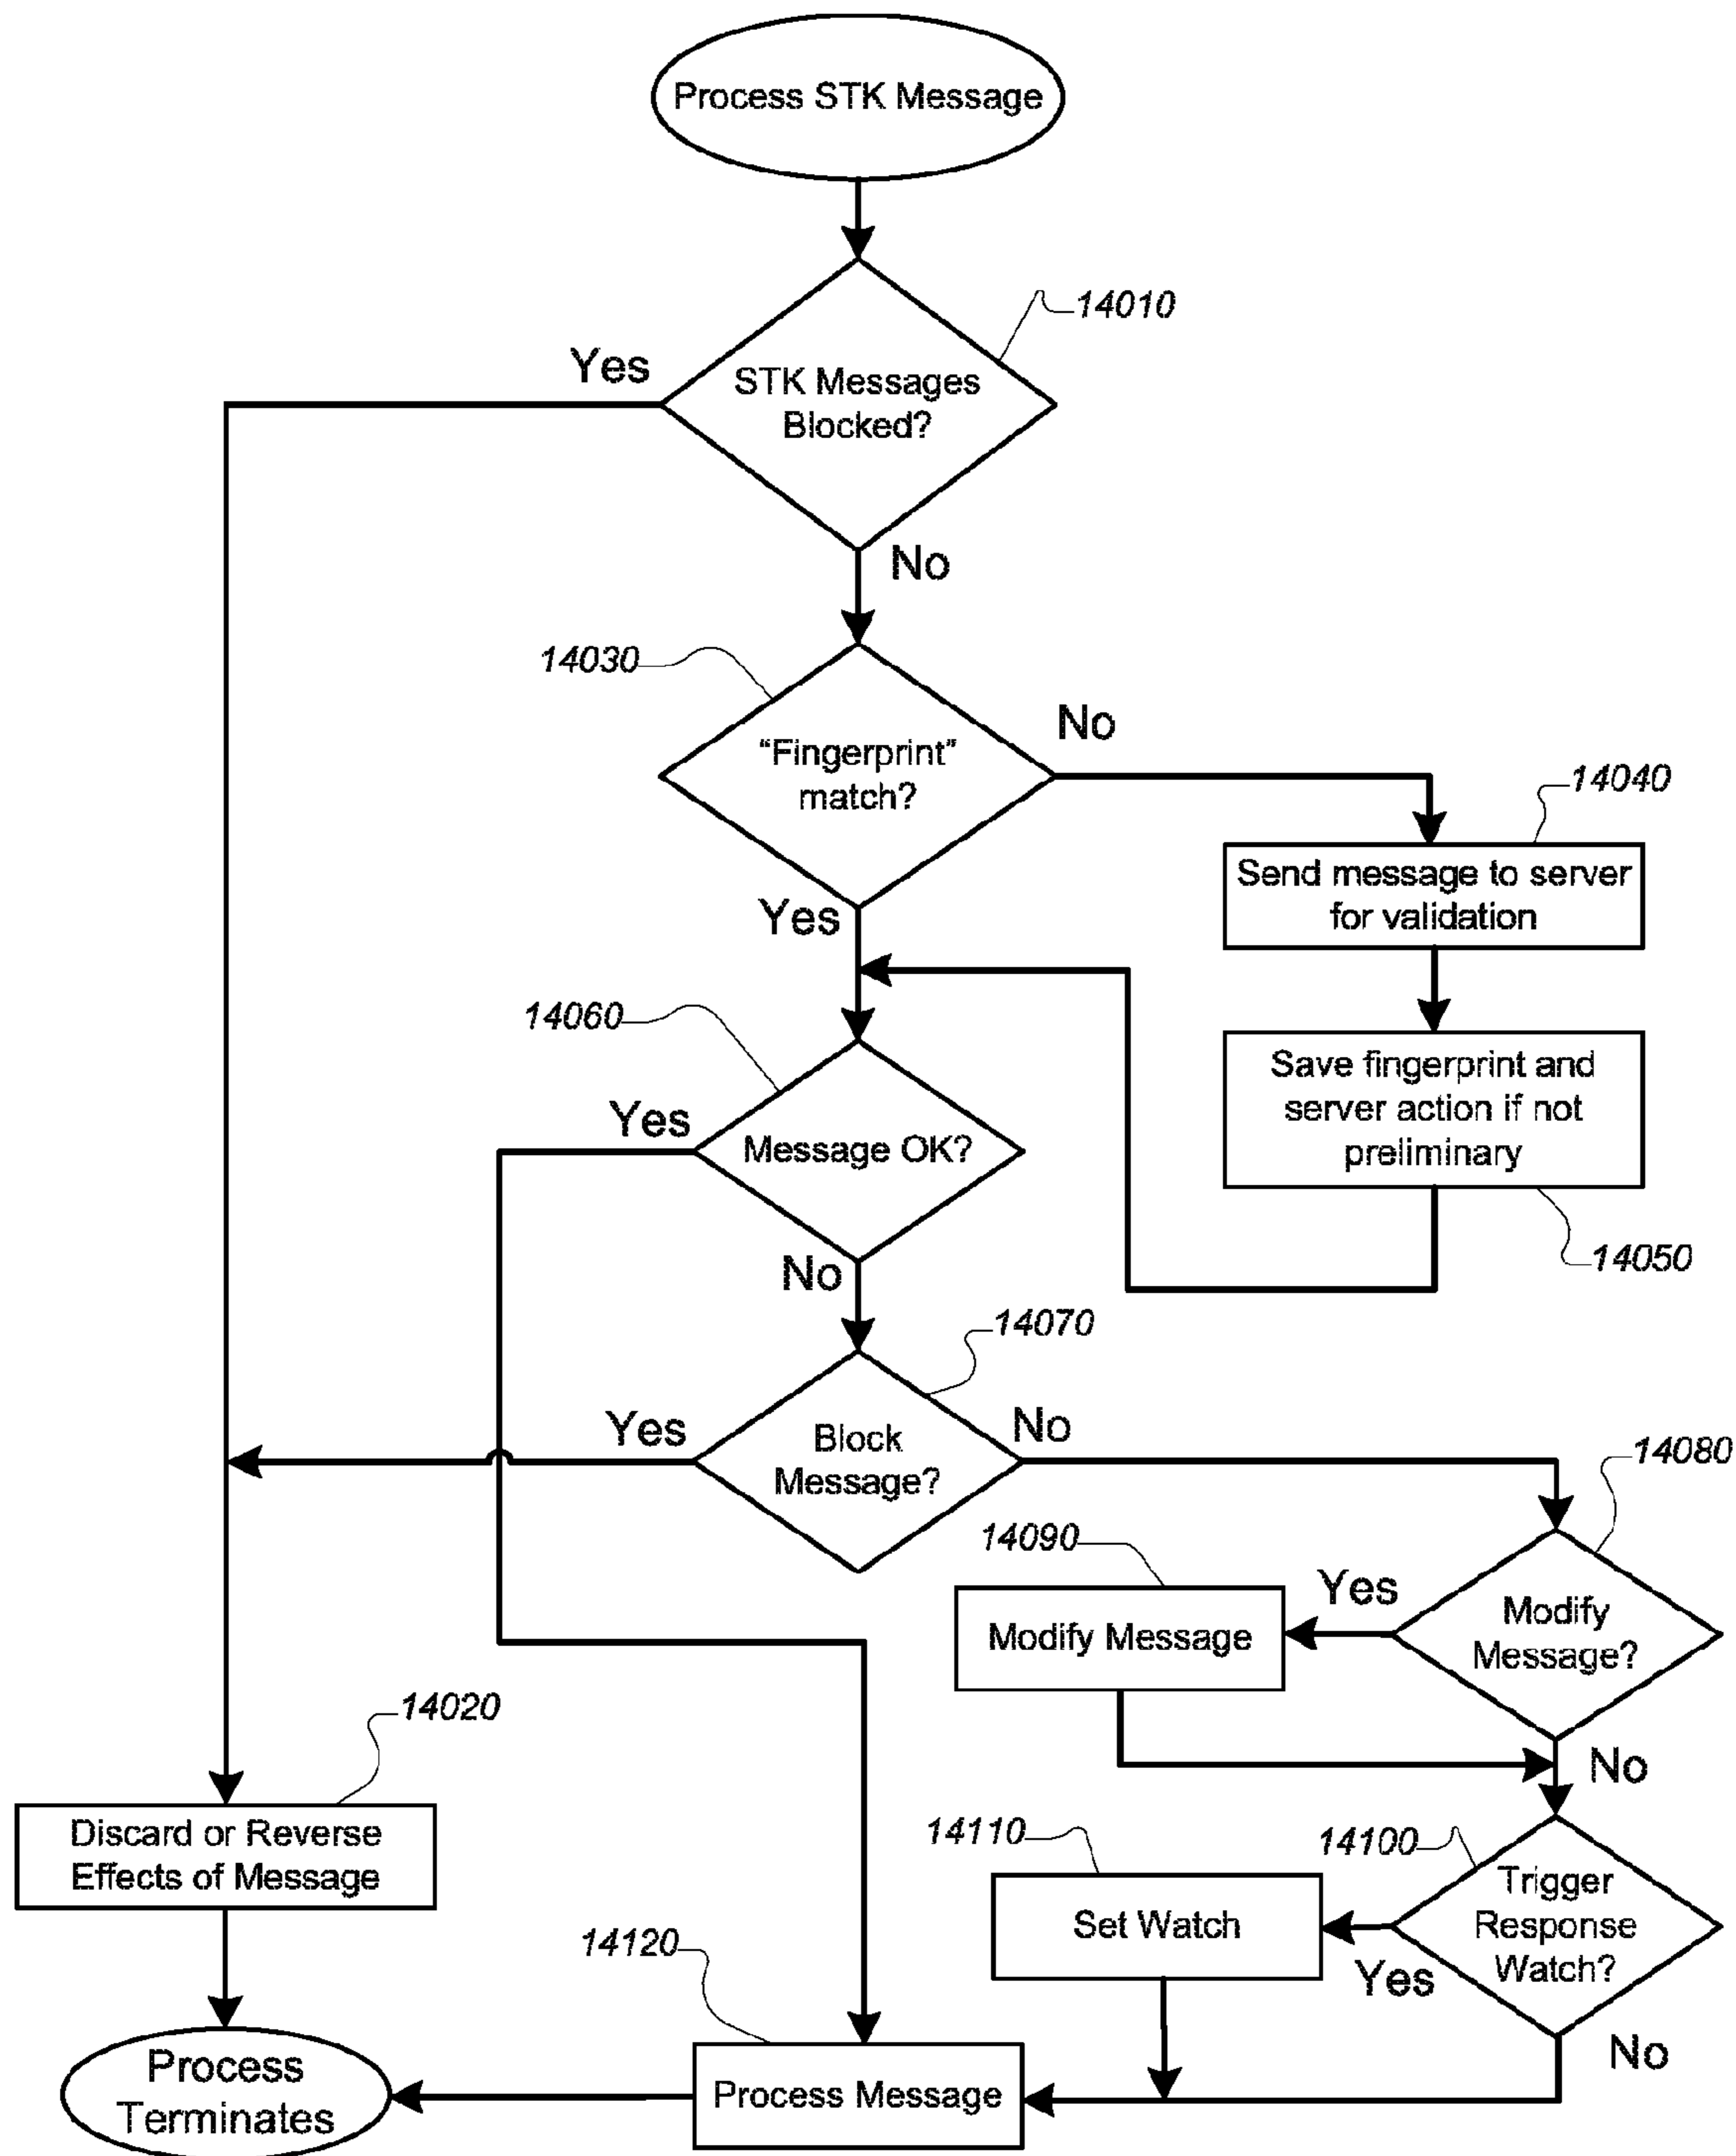 Process STK Message
14010
Yes
STK Messages
Blocked?
No
14030
No
“Fingerprint”
match?
14040
Send message to server
for validation
Yes
14060
Save fingerprint and
server action if not
preliminary
Yes
Message OK?
14050
No
14070
Yes
No
Block
Message?
14080
14090
Yes
Modify
Message?
Modify Message
14020
No
Discard or Reverse
Effects of Message
14110
14100
Trigger
Response
Watch?
Set Watch
14120
Yes
No
Process
Terminates
Process Message